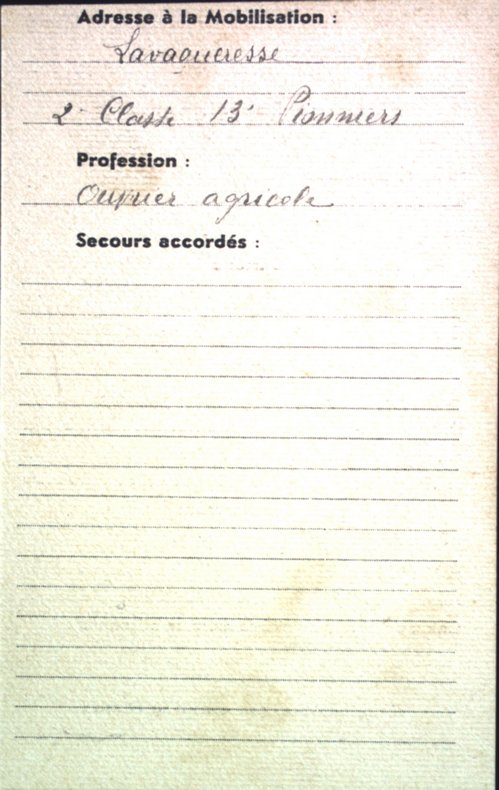 Adresse à la Mobilisation :
Lavaqueresse
2e Classe 13e Pionniers
Profession :
Ouvrier agricole
Secours accordés :